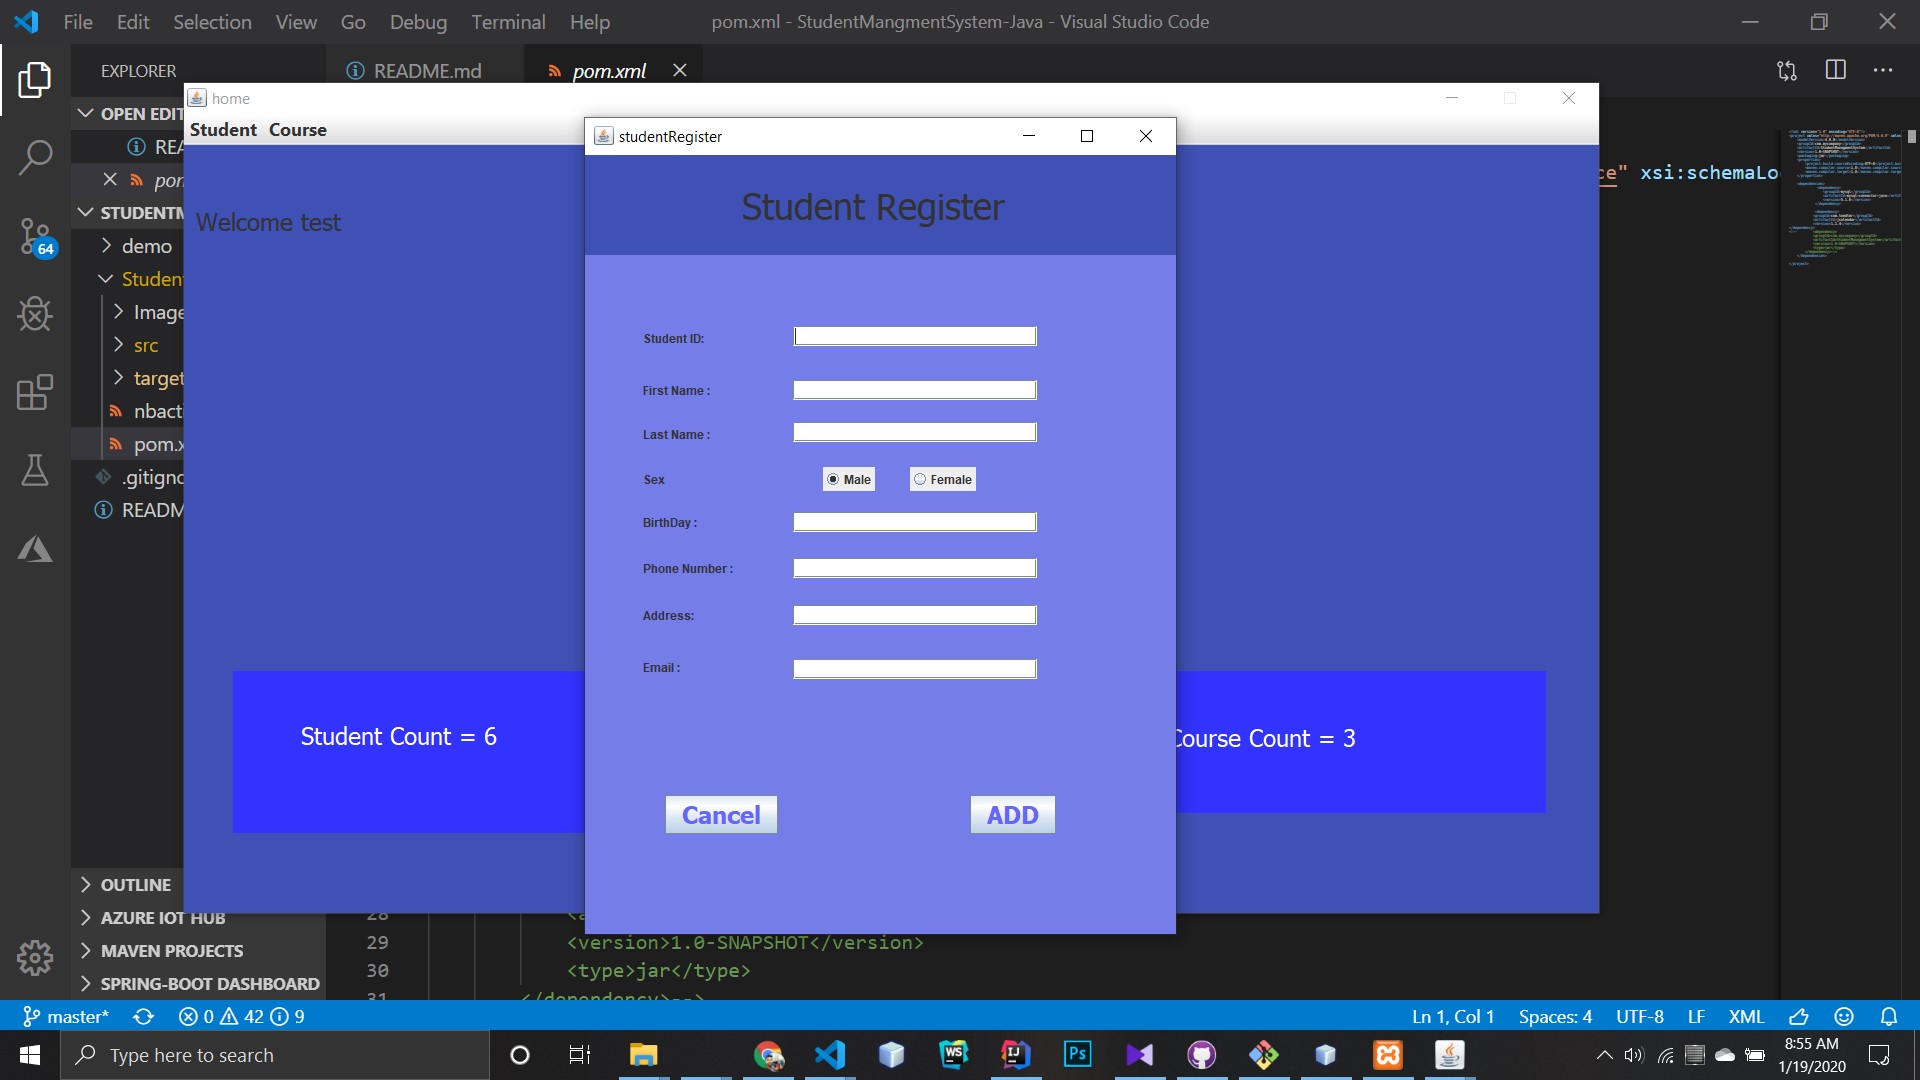 File Edit Selection View Go Debug Terminal Help
pom.xml - StudentMangmentSystem-Java - Visual Studio Code
EXPLORER
README.md
pom.xml
OPEN EDIT
STUDENTM
demo
Student
Image
src
target
nbacti
pom.x
.gitigno
READM
64
OUTLINE
AZURE IOT HUB
MAVEN PROJECTS
SPRING-BOOT DASHBOARD
home
Student Course
Welcome test
Student Count = 6
Course Count = 3
studentRegister
Student Register
Student ID:
First Name :
Last Name :
Sex
Male
Female
BirthDay :
Phone Number :
Address:
Email :
Cancel
ADD
ce" xsi:schemaLo
28
29 <version>1.0-SNAPSHOT</version>
30 <type>jar</type>
31 </dependency>-->
master* 0 42 9
Ln 1, Col 1 Spaces: 4 UTF-8 LF XML
Type here to search
WS
IJ
Ps
8:55 AM
1/19/2020